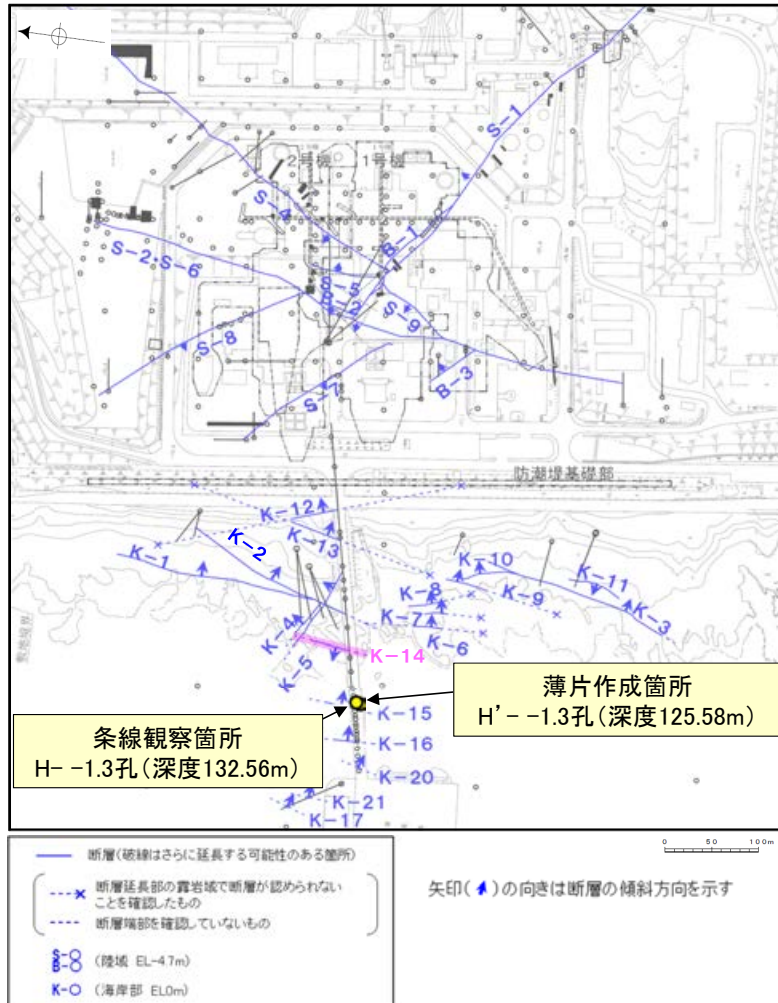 S-1
2号機 1号機
S-4
B-1
S-2・S-6
S-5
B-2
S-9
S-8
B-3
S-7
防潮堤基礎部
K-12
K-2
K-13
K-1
K-10
K-11
K-8
K-9
K-3
K-7
K-4
K-6
K-5
K-14
薄片作成箇所
H'- -1.3孔(深度125.58m)
条線観察箇所
H- -1.3孔(深度132.56m)
K-15
K-16
K-20
K-21
K-17
0 50 100m
断層(破線はさらに延長する可能性のある箇所)
断層延長部の露岩域で断層が認められない
ことを確認したもの
断層端部を確認していないもの
S-○
B-○ (陸域 EL-4.7m)
K-○ (海岸部 EL0m)
矢印( )の向きは断層の傾斜方向を示す